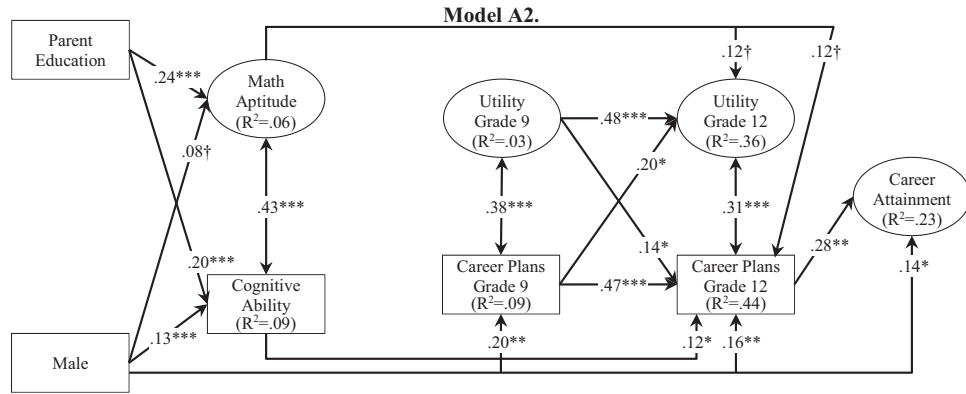 Model A2.
Parent
Education
.24***
Math
Aptitude
(R²=.06)
.12†
.12†
Utility
Grade 9
(R²=.03)
.48***
Utility
Grade 12
(R²=.36)
.08†
.20*
.43***
.38***
.31***
Career
Attainment
(R²=.23)
.20***
.14*
.28**
.14*
Cognitive
Ability
(R²=.09)
Career Plans
Grade 9
(R²=.09)
.47***
Career Plans
Grade 12
(R²=.44)
Male
.13***
.20**
.12*
.16**